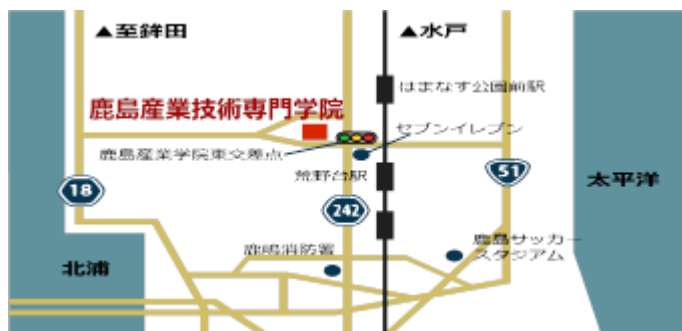 ▲至鉾田
▲水戸
はまなす公園前駅
鹿島産業技術専門学院
セブンイレブン
鹿島産業学院東交差点
荒野台駅
18
242
51
太平洋
北浦
鹿嶋消防署
鹿島サッカー
スタジアム